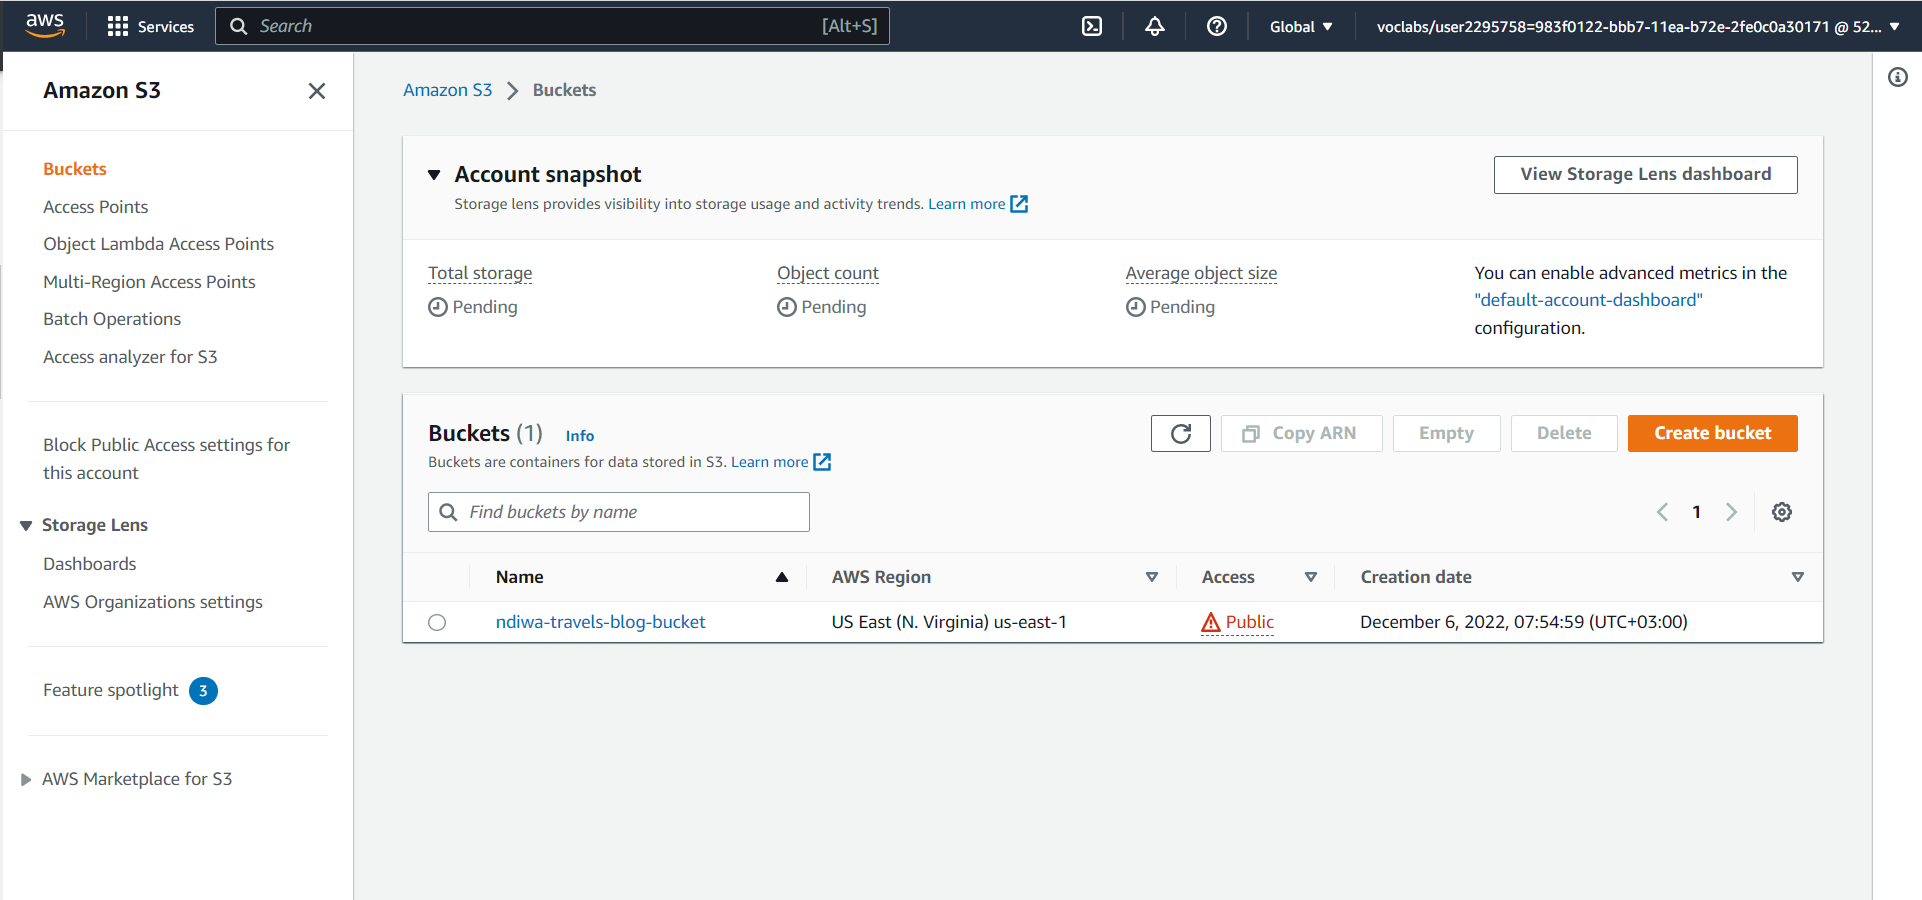 aws
Services
Search [Alt+S]
Global
voclabs/user2295758=983f0122-bbb7-11ea-b72e-2fe0c0a30171 @ 52...
Amazon S3
Buckets
Access Points
Object Lambda Access Points
Multi-Region Access Points
Batch Operations
Access analyzer for S3
Block Public Access settings for
this account
Storage Lens
Dashboards
AWS Organizations settings
Feature spotlight 3
AWS Marketplace for S3
Amazon S3 Buckets
Account snapshot
Storage lens provides visibility into storage usage and activity trends. Learn more
View Storage Lens dashboard
Total storage
Pending
Object count
Pending
Average object size
Pending
You can enable advanced metrics in the
"default-account-dashboard"
configuration.
Buckets (1) Info
Buckets are containers for data stored in S3. Learn more
Copy ARN
Empty
Delete
Create bucket
Find buckets by name
1
Name AWS Region Access Creation date
ndiwa-travels-blog-bucket US East (N. Virginia) us-east-1 Public December 6, 2022, 07:54:59 (UTC+03:00)